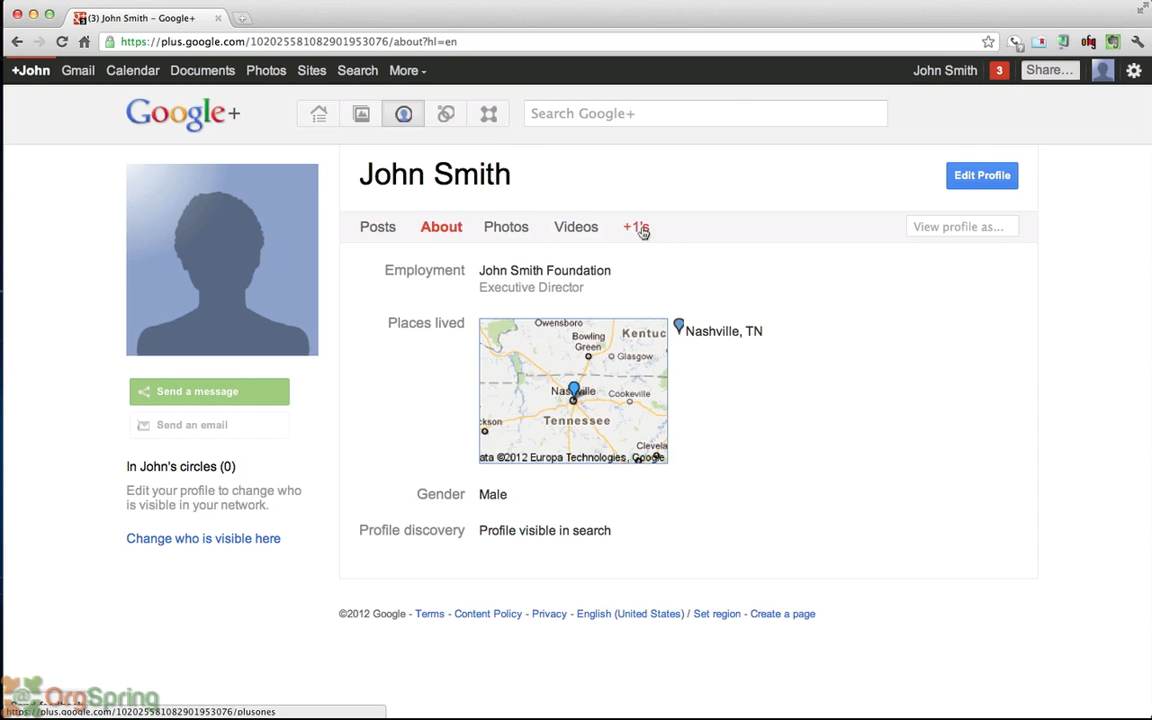 (3) John Smith – Google+
https://plus.google.com/102025581082901953076/about?hl=en
+John Gmail Calendar Documents Photos Sites Search More John Smith 3 Share...
Google+ Search Google+
John Smith Edit Profile
Posts About Photos Videos +1's View profile as...
Employment John Smith Foundation
Executive Director
Places lived Nashville, TN
Owensboro
Kentuc
Bowling
Green
Glasgow
Nashville Cookeville
Tennessee
ckson
Clevela
ata ©2012 Europa Technologies, Google
Send a message
Send an email
In John's circles (0)
Edit your profile to change who
is visible in your network.
Change who is visible here
Gender Male
Profile discovery Profile visible in search
©2012 Google - Terms - Content Policy - Privacy - English (United States) / Set region - Create a page
OrgSpring
https://plus.google.com/102025581082901953076/plusones